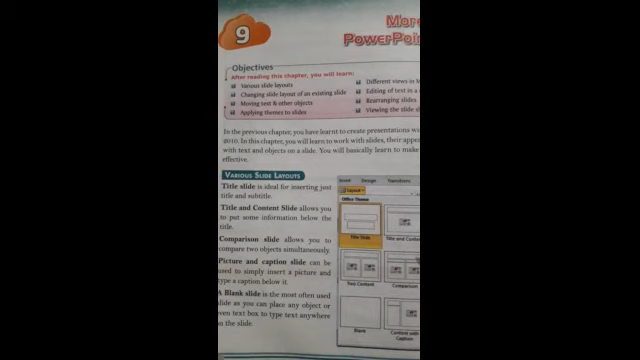 9
More
PowerPoin
Objectives
After reading this chapter, you will learn:
Various slide layouts
Changing slide layout of an existing slide
Moving text & other objects
Applying themes to slides
Different views in M
Editing of text in a
Rearranging slides
Viewing the slide
In the previous chapter, you have learnt to create presentations
2010. In this chapter, you will learn to work with slides, their
with text and objects on a slide. You will basically learn to make
effective.
VARIOUS SLIDE LAYOUTS
Title slide is ideal for inserting just
title and subtitle.
Title and Content Slide allows you
to put some information below the
title.
Comparison slide allows you to
compare two objects simultaneously.
Picture and caption slide can be
used to simply insert a picture and
type a caption below it.
A Blank slide is the most often used
slide as you can place any object or
even text box to type text anywhere
on the slide.
Insert Design Transitions
Layout
Office Theme
Title Slide Title and Conten
Two Content Comparison
Blank Content with
Caption